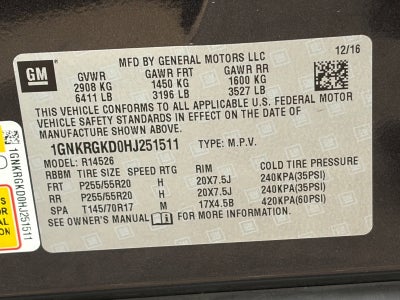 MFD BY GENERAL MOTORS LLC
12/16
GM
GVWR GAWR FRT GAWR RR
2908 KG 1450 KG 1600 KG
6411 LB 3196 LB 3527 LB
THIS VEHICLE CONFORMS TO ALL APPLICABLE U.S. FEDERAL MOTOR
VEHICLE SAFETY STANDARDS IN EFFECT ON THE DATE OF
MANUFACTURE SHOWN ABOVE.
1GNKRGKD0HJ251511 TYPE: M.P.V.
MODEL: R14526
RBBM TIRE SIZE SPEED RTG RIM COLD TIRE PRESSURE
FRT P255/55R20 H 20X7.5J 240KPA(35PSI)
RR P255/55R20 H 20X7.5J 240KPA(35PSI)
SPA T145/70R17 M 17X4.5B 420KPA(60PSI)
SEE OWNER'S MANUAL FOR MORE INFORMATION.
1GNKRGKD0HJ251511